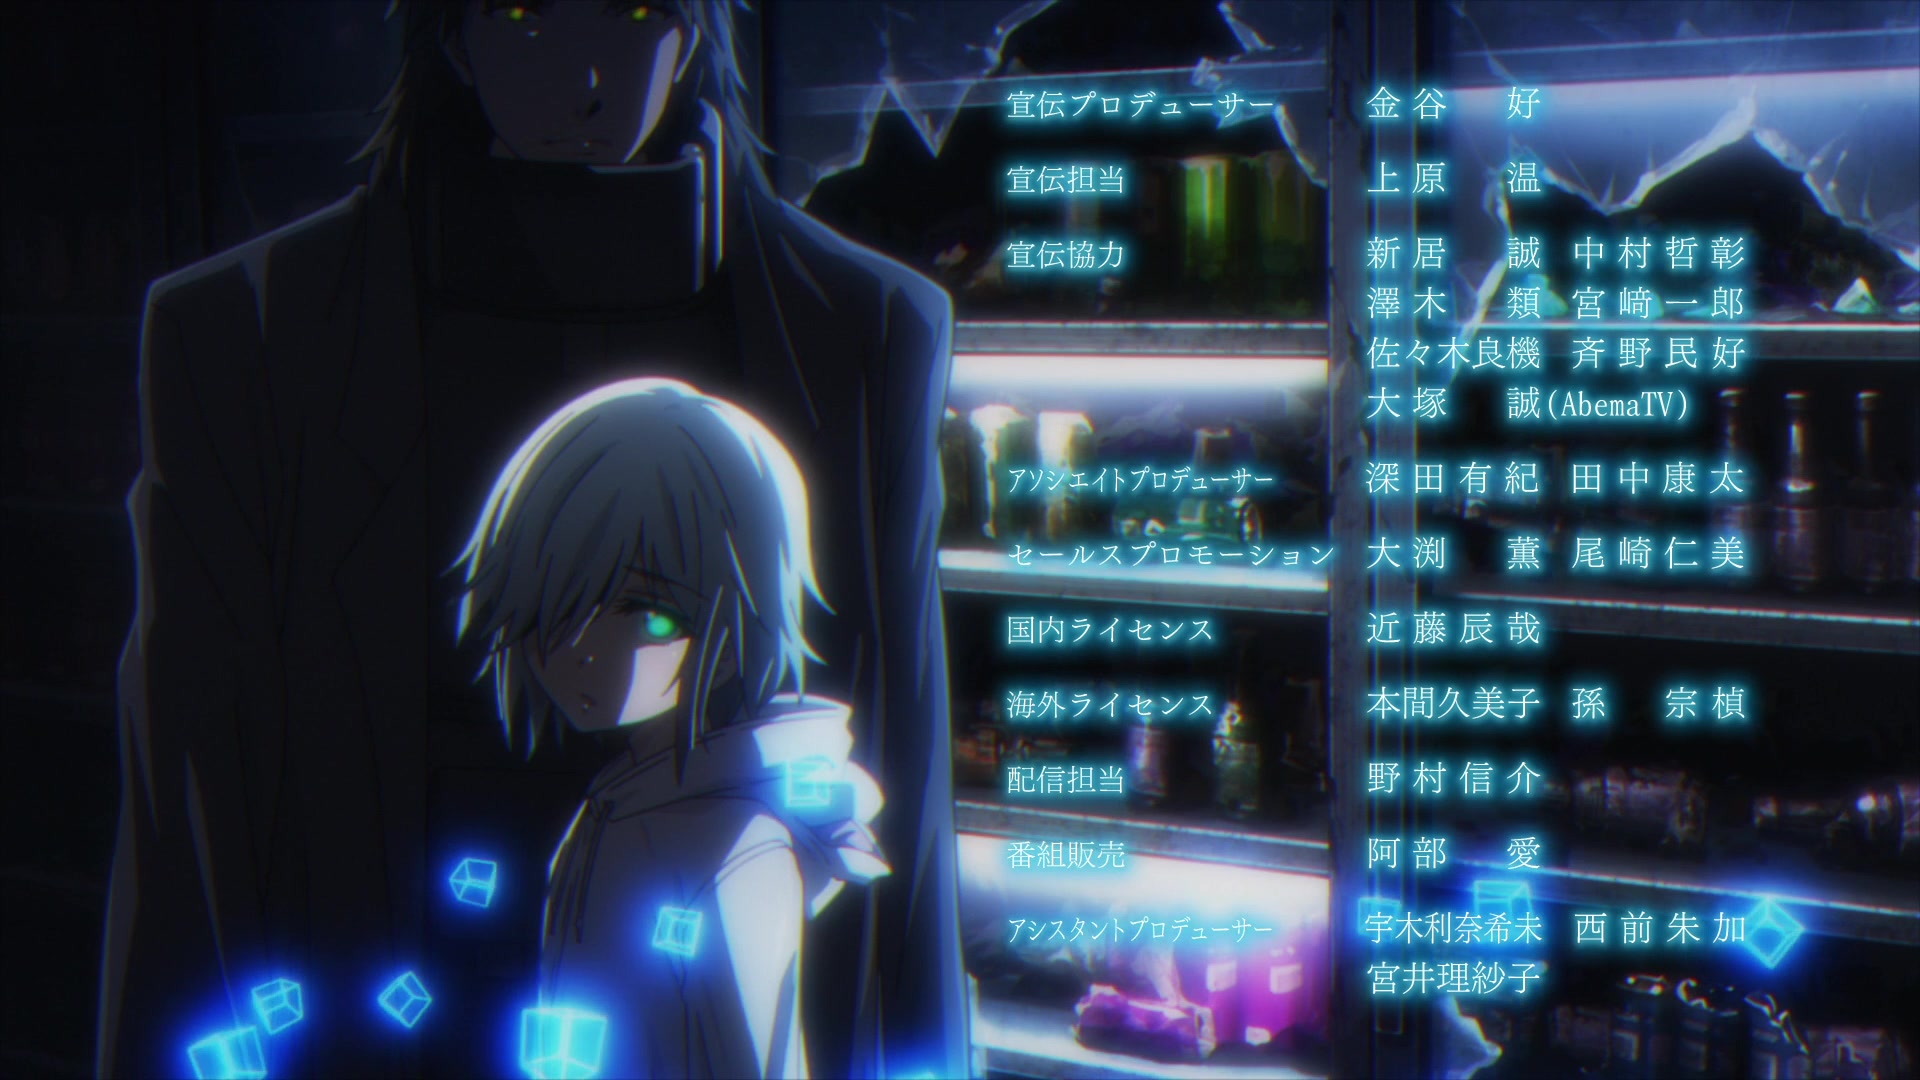 宣伝プロデューサー 金谷 好
宣伝担当 上原 温
宣伝協力 新居 誠 中村哲彰
澤木 類 宮﨑一郎
佐々木良機 斉野民好
大塚 誠(AbemaTV)
アソシエイトプロデューサー 深田有紀 田中康太
セールスプロモーション 大渕 薫 尾崎仁美
国内ライセンス 近藤辰哉
海外ライセンス 本間久美子 孫 宗楨
配信担当 野村信介
番組販売 阿部 愛
アシスタントプロデューサー 宇木利奈希未 西前朱加
宮井理紗子